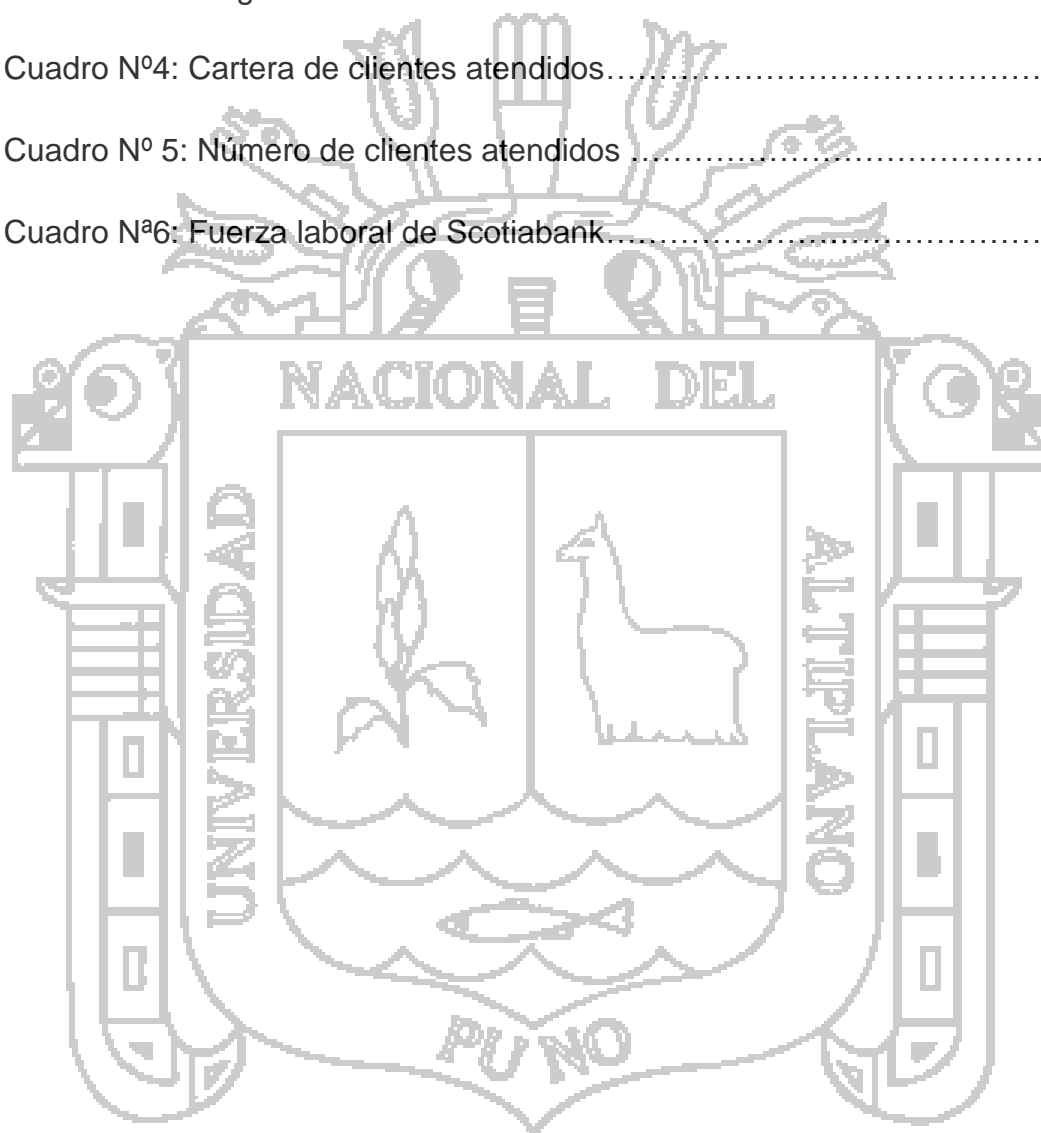 Cuadro Nº4: Cartera de clientes atendidos……………………………………
Cuadro Nº 5: Número de clientes atendidos ……………………………………
Cuadro Nª6: Fuerza laboral de Scotiabank……………………………………
NACIONAL DEL
UNIVERSIDAD
ALTIPLANO
PUNO